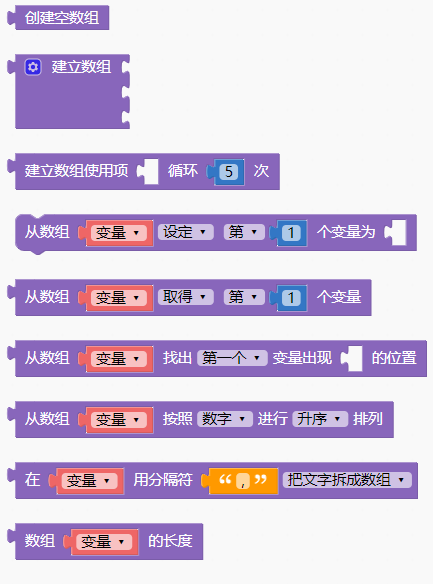 创建空数组
建立数组
建立数组使用项 循环 5 次
从数组 变量 设定 第 1 个变量为
从数组 变量 取得 第 1 个变量
从数组 变量 找出 第一个 变量出现 的位置
从数组 变量 按照 数字 进行 升序 排列
在 变量 用分隔符 “ , ” 把文字拆成数组
数组 变量 的长度